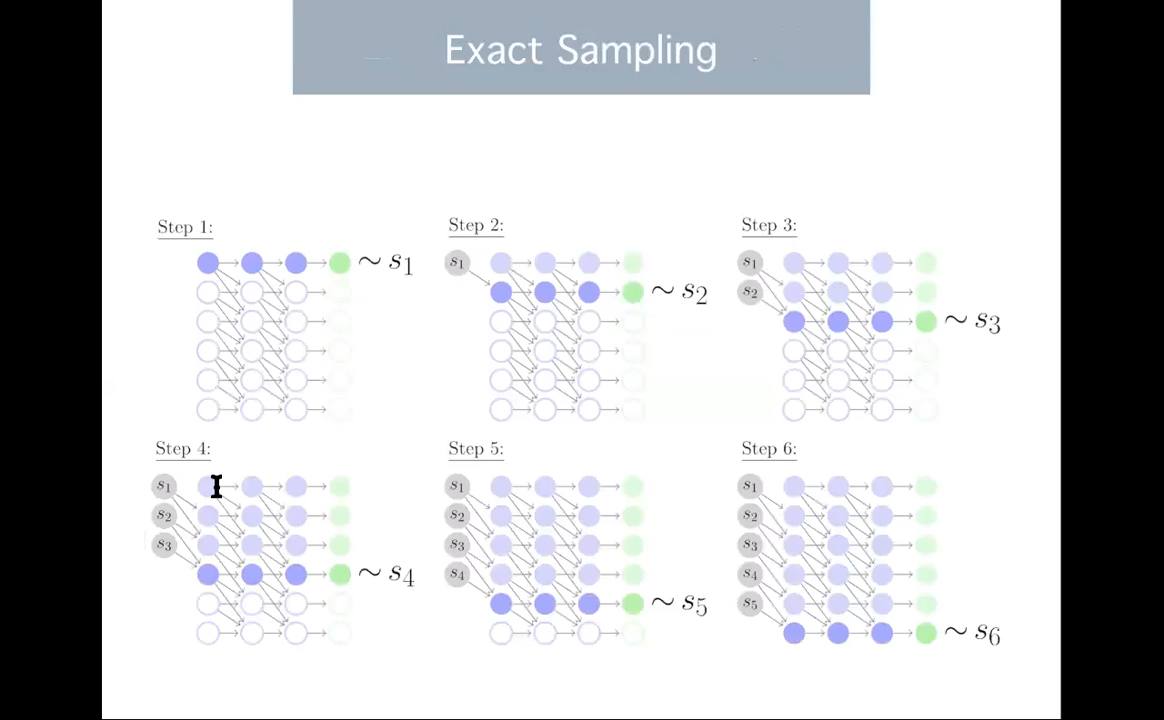 Exact Sampling
Step 1:
~ s1
Step 2:
s1
~ s2
Step 3:
s1
s2
~ s3
Step 4:
s1
s2
s3
~ s4
Step 5:
s1
s2
s3
s4
~ s5
Step 6:
s1
s2
s3
s4
s5
~ s6